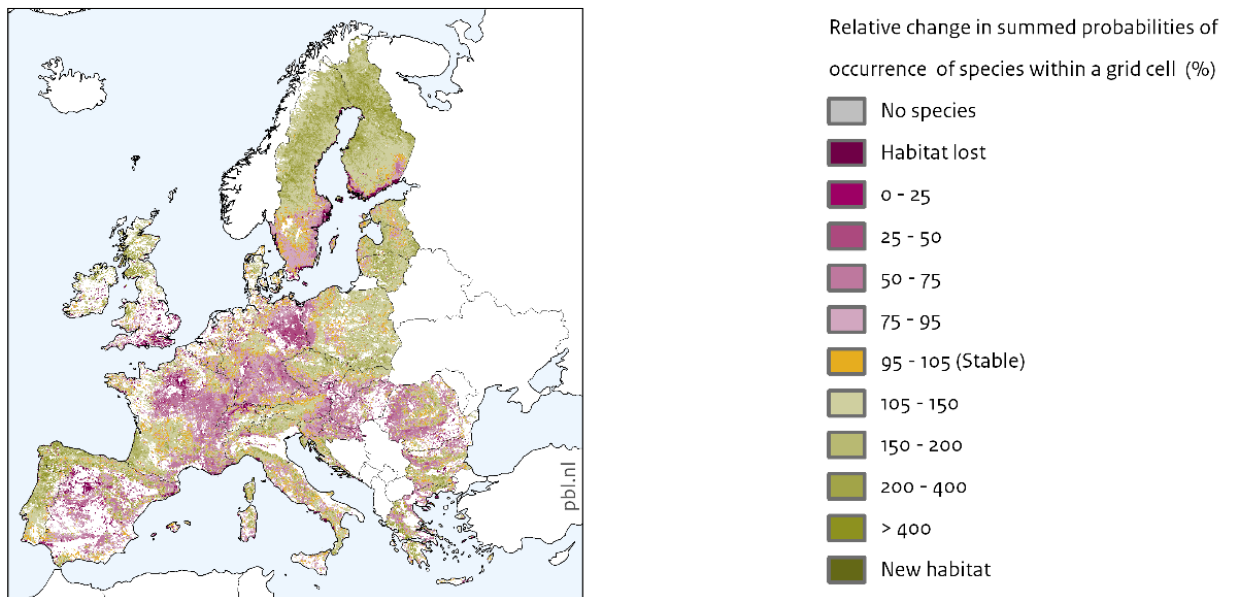 pbl.nl
Relative change in summed probabilities of
occurrence of species within a grid cell (%)
No species
Habitat lost
0 - 25
25 - 50
50 - 75
75 - 95
95 - 105 (Stable)
105 - 150
150 - 200
200 - 400
> 400
New habitat